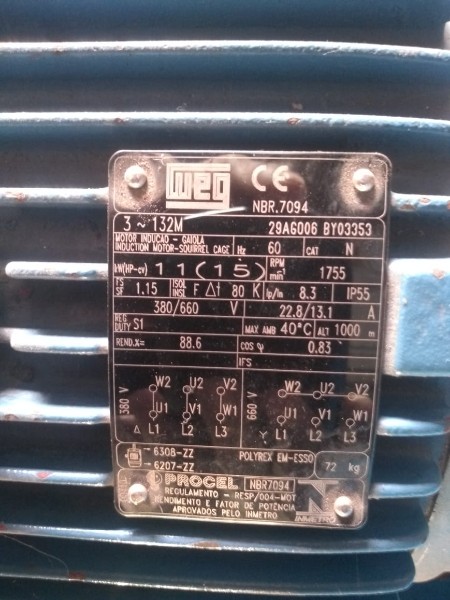 WEG CE
NBR.7094
3 ~ 132M 29A6006 BY03353
MOTOR INDUCAO - GAIOLA
INDUCTION MOTOR-SQUIRREL CAGE Hz 60 CAT N
kW(HP-cv) 11(15) RPM min-1 1755
FS SF 1.15 ISOL INSL F Δt 80 K Ip/In 8.3 IP55
380/660 V 22.8/13.1 A
REG DUTY S1 MAX AMB 40°C ALT 1000 m
REND.%= 88.6 COS φ 0.83
IFS
380 V W2 U2 V2 660 V W2 U2 V2
U1 V1 W1 U1 V1 W1
Δ L1 L2 L3 Y L1 L2 L3
6308-ZZ
6207-ZZ POLYREX EM-ESSO 72 kg
PROCEL NBR7094
REGULAMENTO - RESP/004-MOT
RENDIMENTO E FATOR DE POTÊNCIA
APROVADOS PELO INMETRO INMETRO